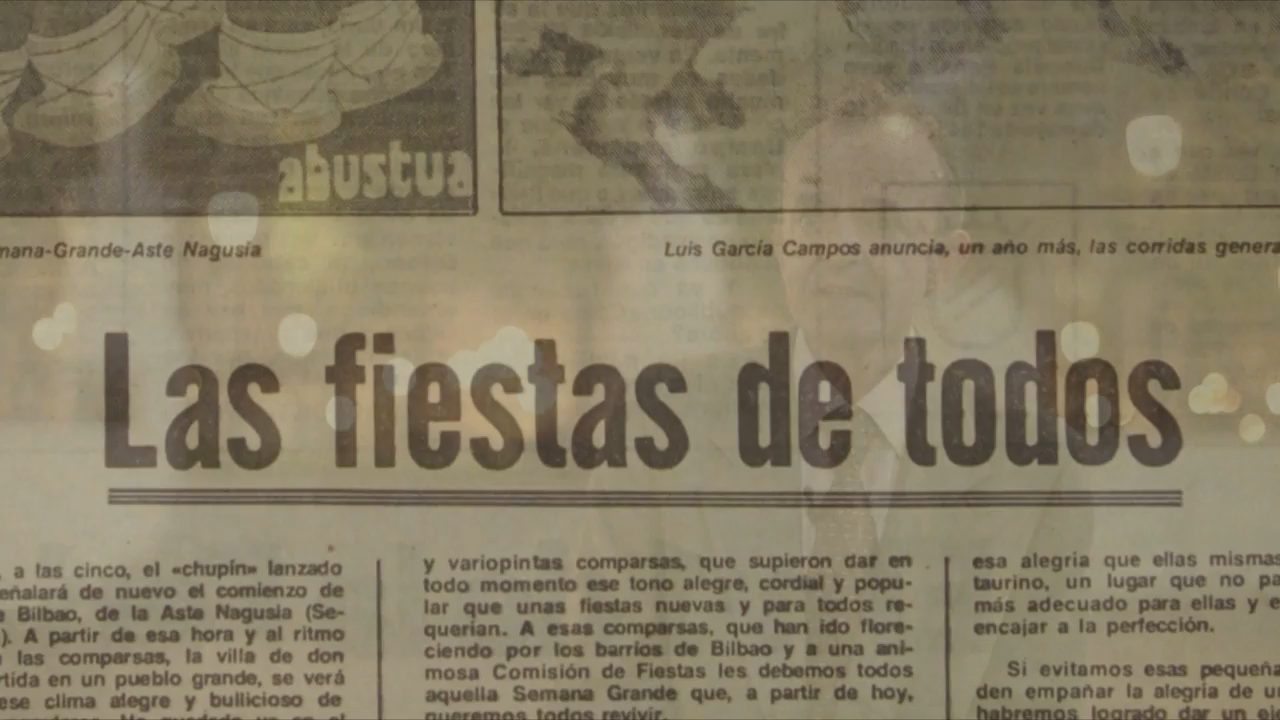 abustua
mana-Grande-Aste Nagusia
Luis García Campos anuncia, un año más, las corridas genera
Las fiestas de todos
, a las cinco, el «chupín» lanzado
eñalará de nuevo el comienzo de
e Bilbao, de la Aste Nagusia (Se-
). A partir de esa hora y al ritmo
las comparsas, la villa de don
rtida en un pueblo grande, se verá
ese clima alegre y bullicioso de
y variopintas comparsas, que supieron dar en
todo momento ese tono alegre, cordial y popu-
lar que unas fiestas nuevas y para todos re-
querían. A esas comparsas, que han ido flore-
ciendo por los barrios de Bilbao y a una ani-
mosa Comisión de Fiestas les debemos todos
aquella Semana Grande que, a partir de hoy,
queremos todos revivir.
esa alegria que ellas mismas
taurino, un lugar que no pa
más adecuado para ellas y e
encajar a la perfección.
Si evitamos esas pequeña
den empañar la alegría de u
habremos logrado dar un eje